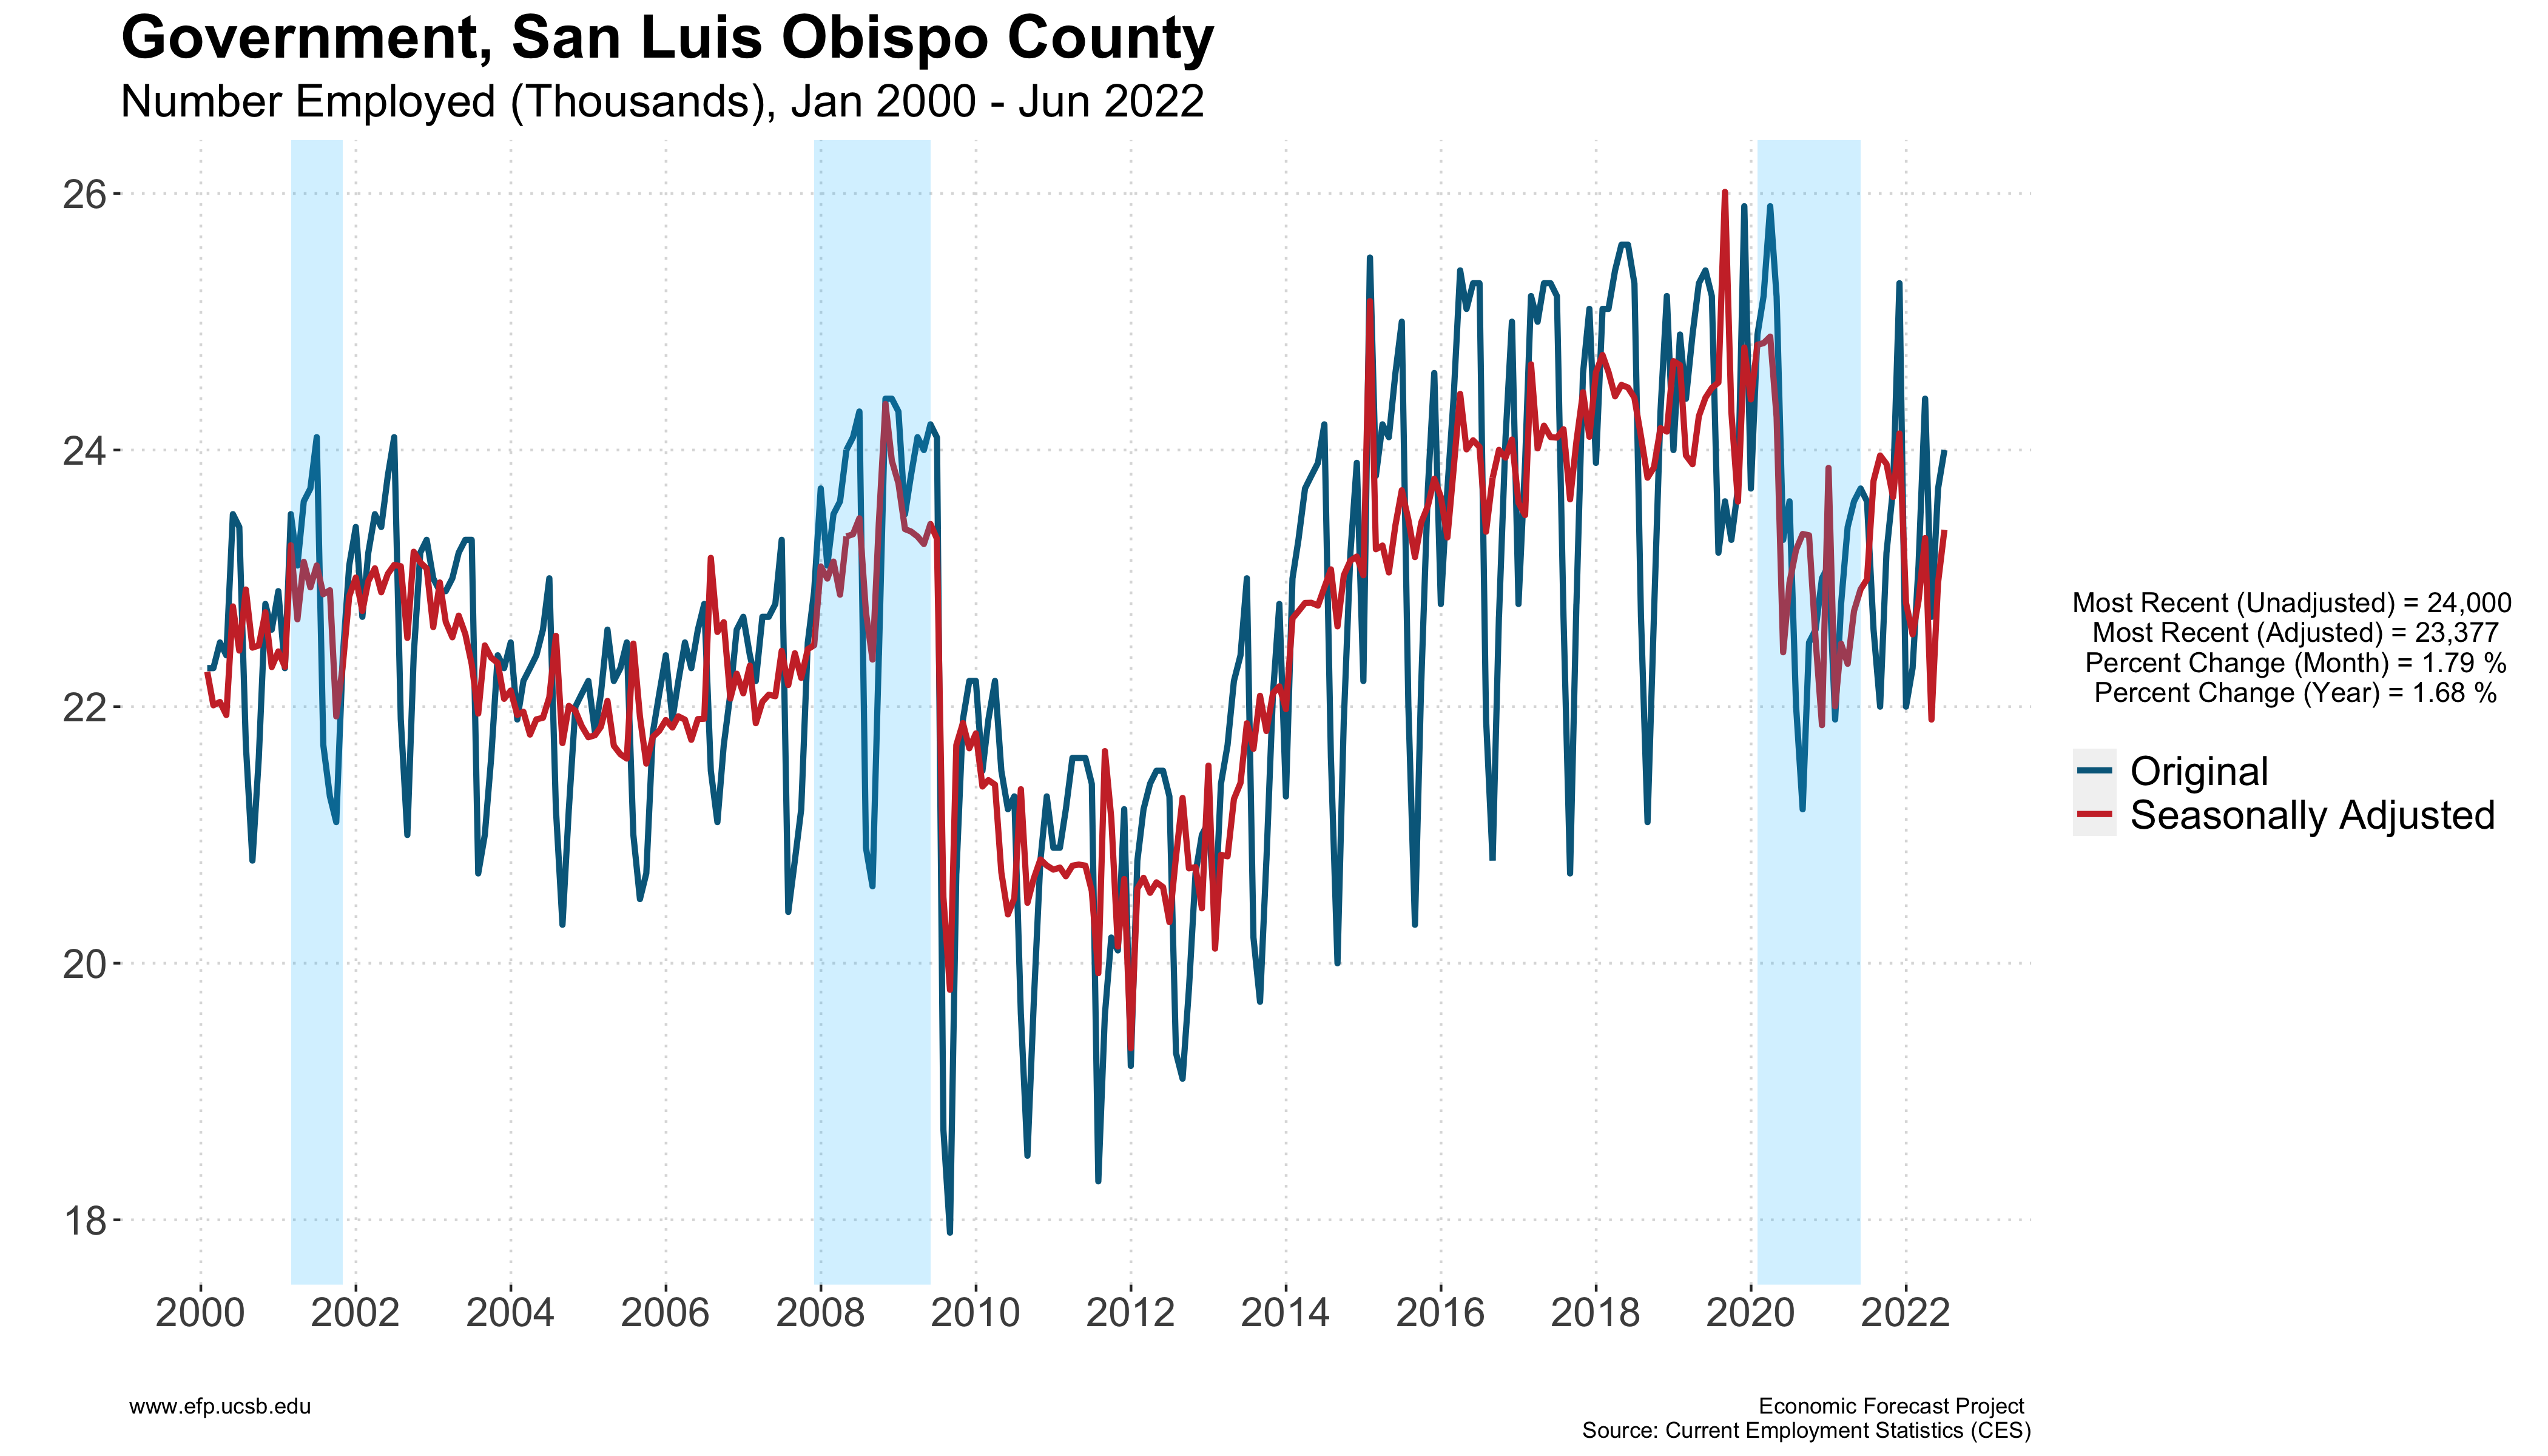 Government, San Luis Obispo County
Number Employed (Thousands), Jan 2000 - Jun 2022
26
24
22
20
18
2000 2002 2004 2006 2008 2010 2012 2014 2016 2018 2020 2022
Most Recent (Unadjusted) = 24,000
Most Recent (Adjusted) = 23,377
Percent Change (Month) = 1.79 %
Percent Change (Year) = 1.68 %
Original
Seasonally Adjusted
www.efp.ucsb.edu
Economic Forecast Project
Source: Current Employment Statistics (CES)